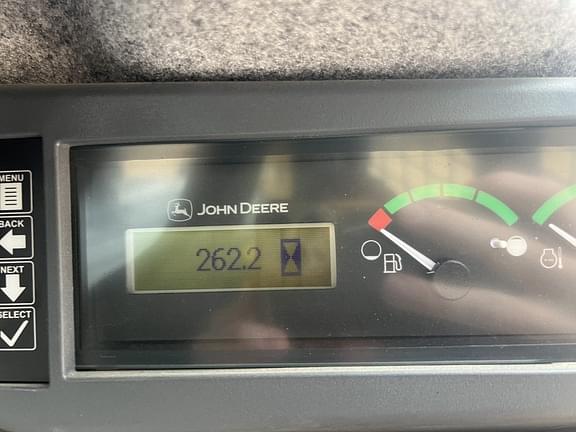 MENU
BACK
NEXT
SELECT
JOHN DEERE
262.2